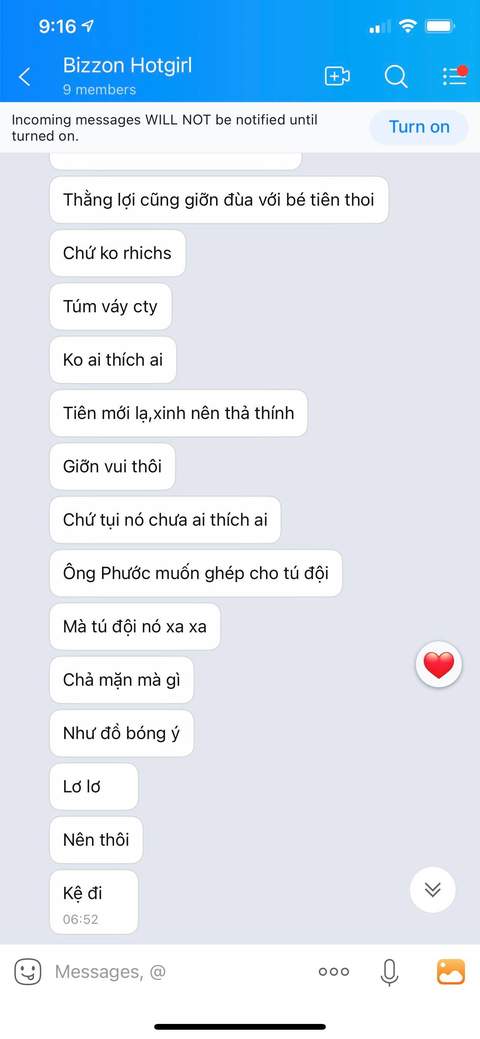 9:16
Bizzon Hotgirl
9 members
Incoming messages WILL NOT be notified until
turned on.
Turn on
Thằng lợi cũng giỡn đùa với bé tiên thoi
Chứ ko rhichs
Túm váy cty
Ko ai thích ai
Tiên mới lạ,xinh nên thả thính
Giỡn vui thôi
Chứ tụi nó chưa ai thích ai
Ông Phước muốn ghép cho tú đội
Mà tú đội nó xa xa
Chả mặn mà gì
Như đồ bóng ý
Lơ lơ
Nên thôi
Kệ đi
06:52
Messages, @